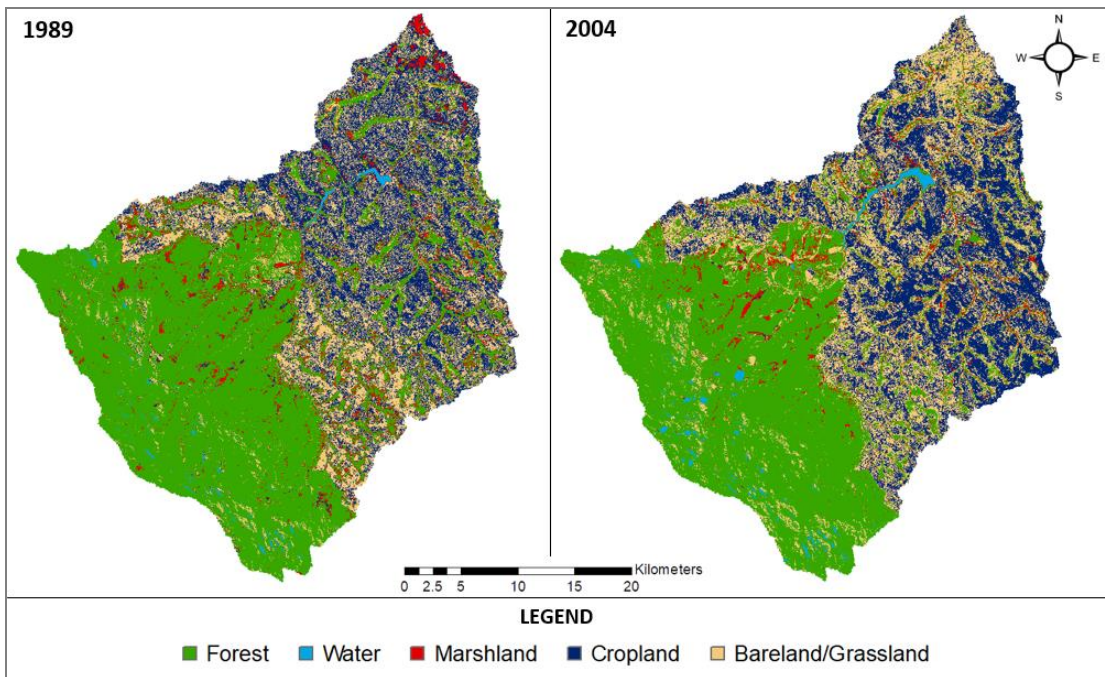 1989
2004
N
W E
S
Kilometers
0 2.5 5 10 15 20
LEGEND
Forest Water Marshland Cropland Bareland/Grassland